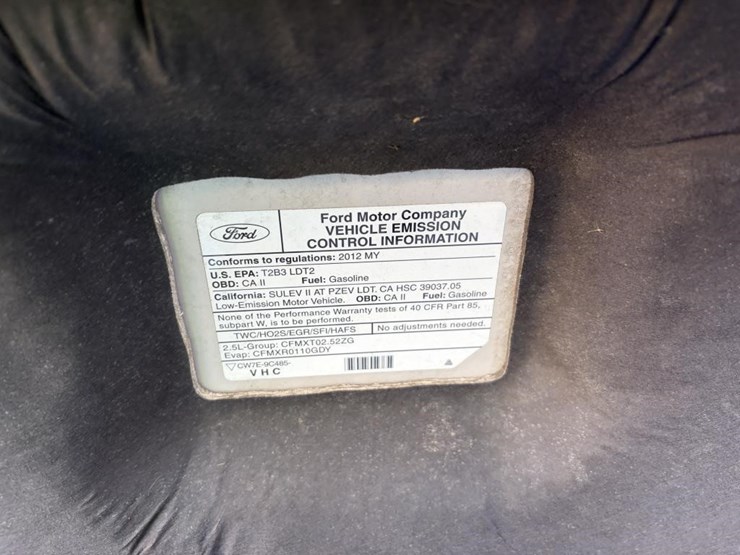 Ford
Ford Motor Company
VEHICLE EMISSION
CONTROL INFORMATION
Conforms to regulations: 2012 MY
U.S. EPA: T2B3 LDT2
OBD: CA II Fuel: Gasoline
California: SULEV II AT PZEV LDT. CA HSC 39037.05
Low-Emission Motor Vehicle. OBD: CA II Fuel: Gasoline
None of the Performance Warranty tests of 40 CFR Part 85,
subpart W, is to be performed.
TWC/HO2S/EGR/SFI/HAFS No adjustments needed.
2.5L-Group: CFMXT02.52ZG
Evap: CFMXR0110GDY
CW7E-9C485-
VHC